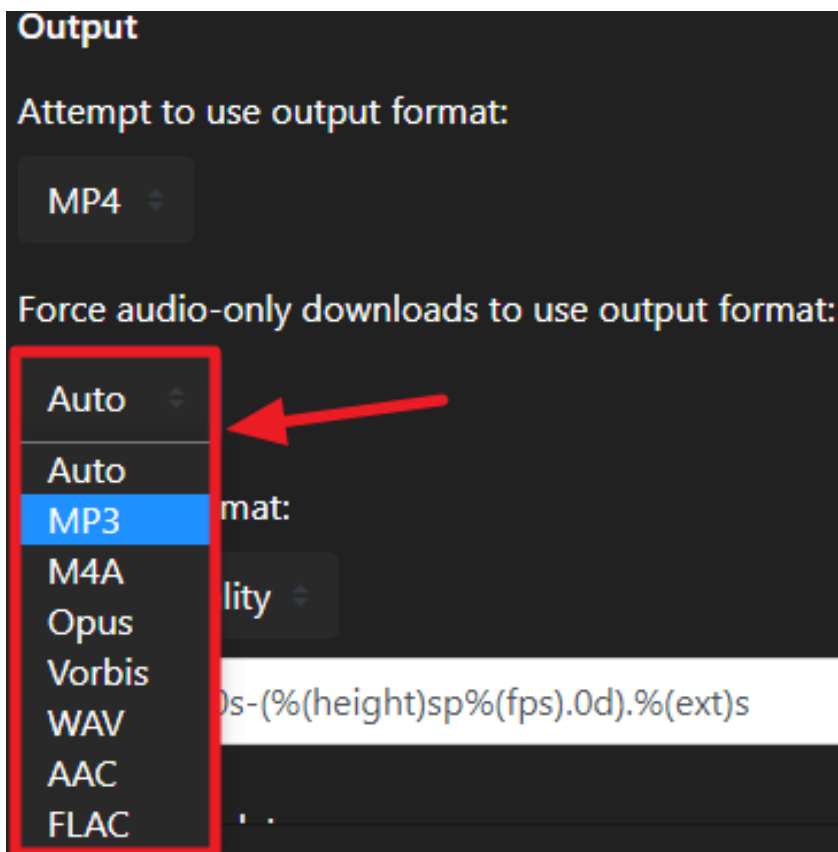 Output
Attempt to use output format:
MP4
Force audio-only downloads to use output format:
Auto
Auto
MP3
mat:
M4A
lity
Opus
Vorbis
s-(%(height)sp%(fps).0d).%(ext)s
WAV
AAC
FLAC